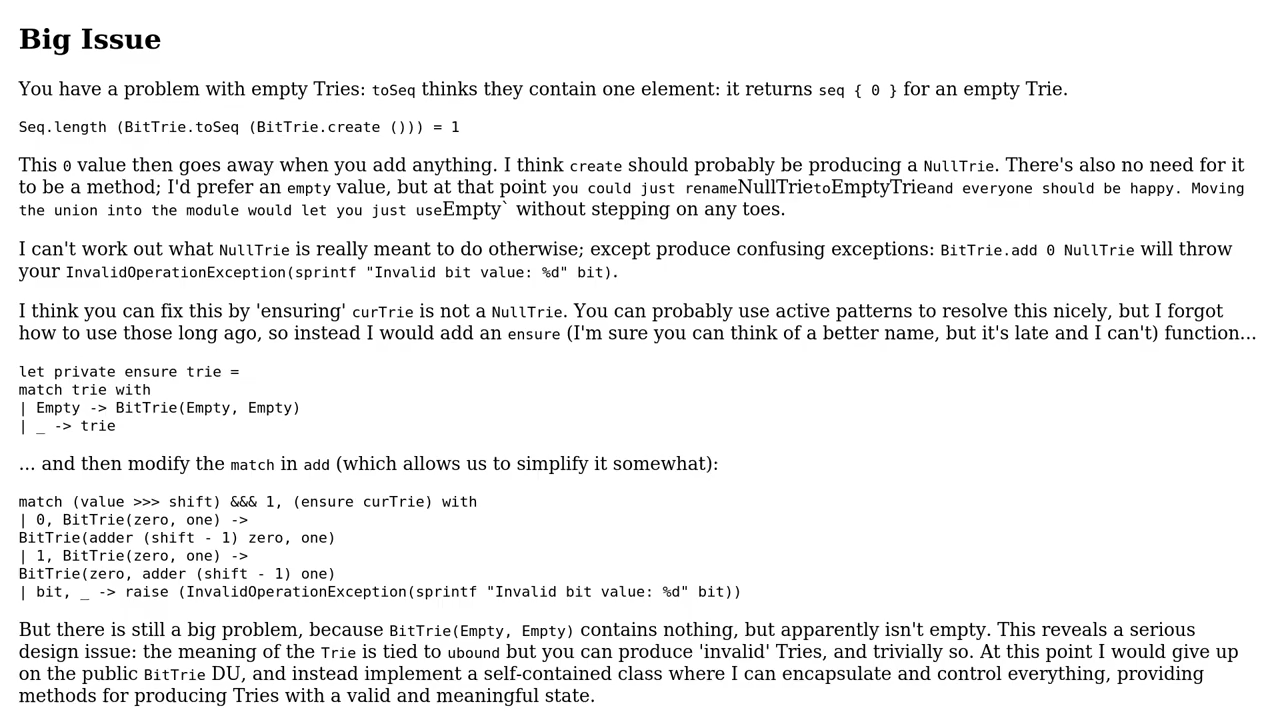 Big Issue
You have a problem with empty Tries: toSeq thinks they contain one element: it returns seq { 0 } for an empty Trie.
Seq.length (BitTrie.toSeq (BitTrie.create ())) = 1
This 0 value then goes away when you add anything. I think create should probably be producing a NullTrie. There's also no need for it
to be a method; I'd prefer an empty value, but at that point you could just renameNullTrietoEmptyTrieand everyone should be happy. Moving
the union into the module would let you just useEmpty` without stepping on any toes.
I can't work out what NullTrie is really meant to do otherwise; except produce confusing exceptions: BitTrie.add 0 NullTrie will throw
your InvalidOperationException(sprintf "Invalid bit value: %d" bit).
I think you can fix this by 'ensuring' curTrie is not a NullTrie. You can probably use active patterns to resolve this nicely, but I forgot
how to use those long ago, so instead I would add an ensure (I'm sure you can think of a better name, but it's late and I can't) function...
let private ensure trie =
match trie with
| Empty -> BitTrie(Empty, Empty)
| _ -> trie
... and then modify the match in add (which allows us to simplify it somewhat):
match (value >>> shift) &&& 1, (ensure curTrie) with
| 0, BitTrie(zero, one) ->
BitTrie(adder (shift - 1) zero, one)
| 1, BitTrie(zero, one) ->
BitTrie(zero, adder (shift - 1) one)
| bit, _ -> raise (InvalidOperationException(sprintf "Invalid bit value: %d" bit))
But there is still a big problem, because BitTrie(Empty, Empty) contains nothing, but apparently isn't empty. This reveals a serious
design issue: the meaning of the Trie is tied to ubound but you can produce 'invalid' Tries, and trivially so. At this point I would give up
on the public BitTrie DU, and instead implement a self-contained class where I can encapsulate and control everything, providing
methods for producing Tries with a valid and meaningful state.